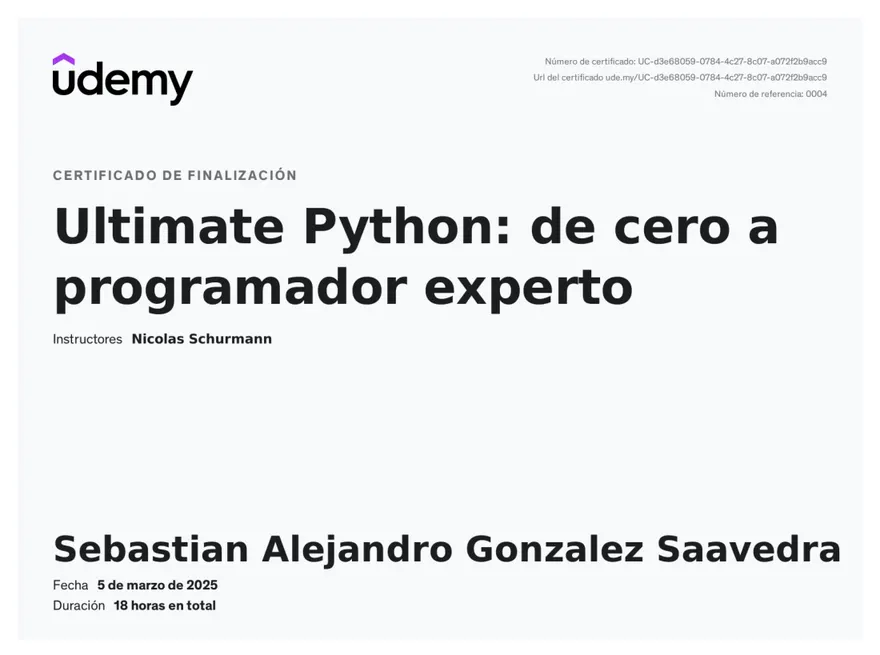 udemy
Número de certificado: UC-d3e68059-0784-4c27-8c07-a072f2b9acc9
Url del certificado ude.my/UC-d3e68059-0784-4c27-8c07-a072f2b9acc9
Número de referencia: 0004
CERTIFICADO DE FINALIZACIÓN
Ultimate Python: de cero a
programador experto
Instructores Nicolas Schurmann
Sebastian Alejandro Gonzalez Saavedra
Fecha 5 de marzo de 2025
Duración 18 horas en total